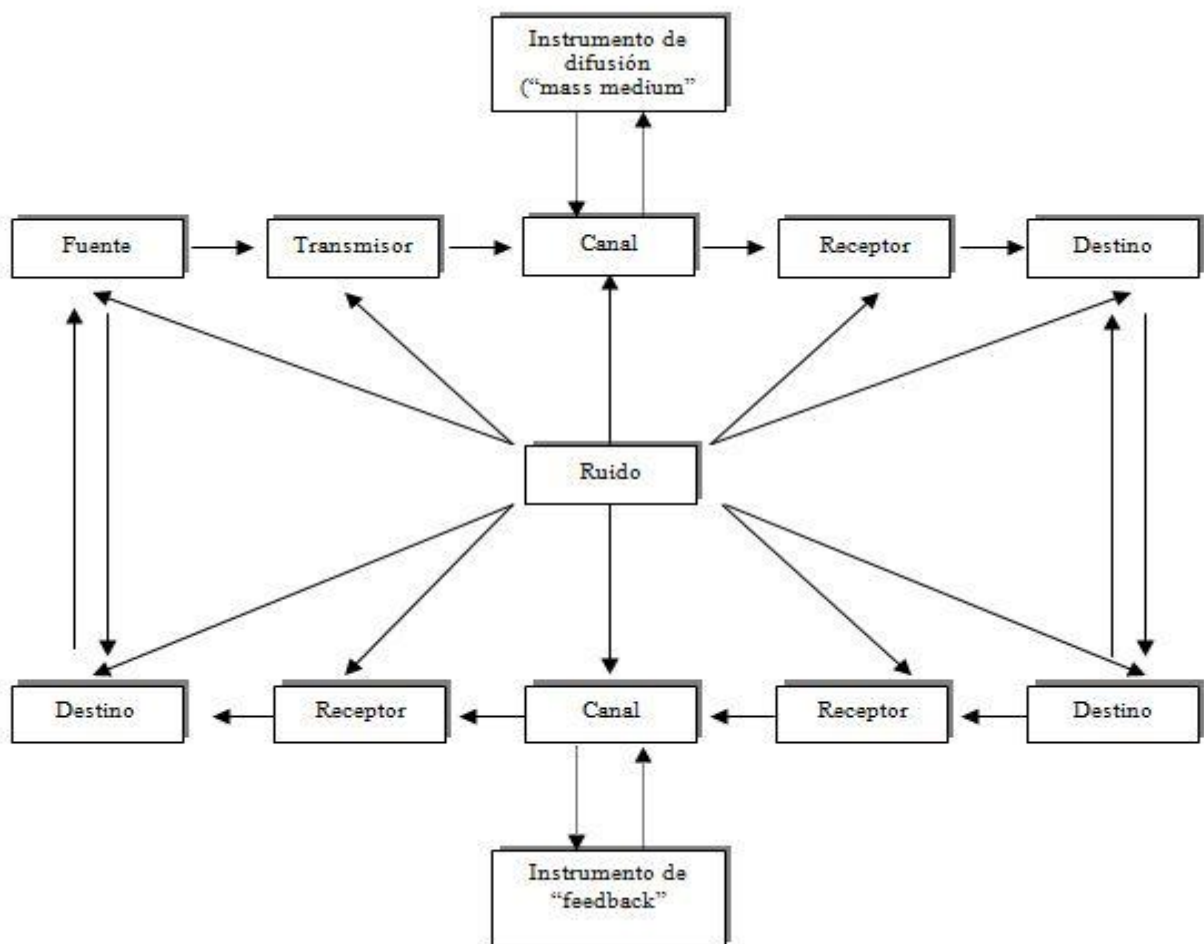 Instrumento de
difusión
(“mass medium”
Fuente
Transmisor
Canal
Receptor
Destino
Ruido
Destino
Receptor
Canal
Receptor
Destino
Instrumento de
“feedback”